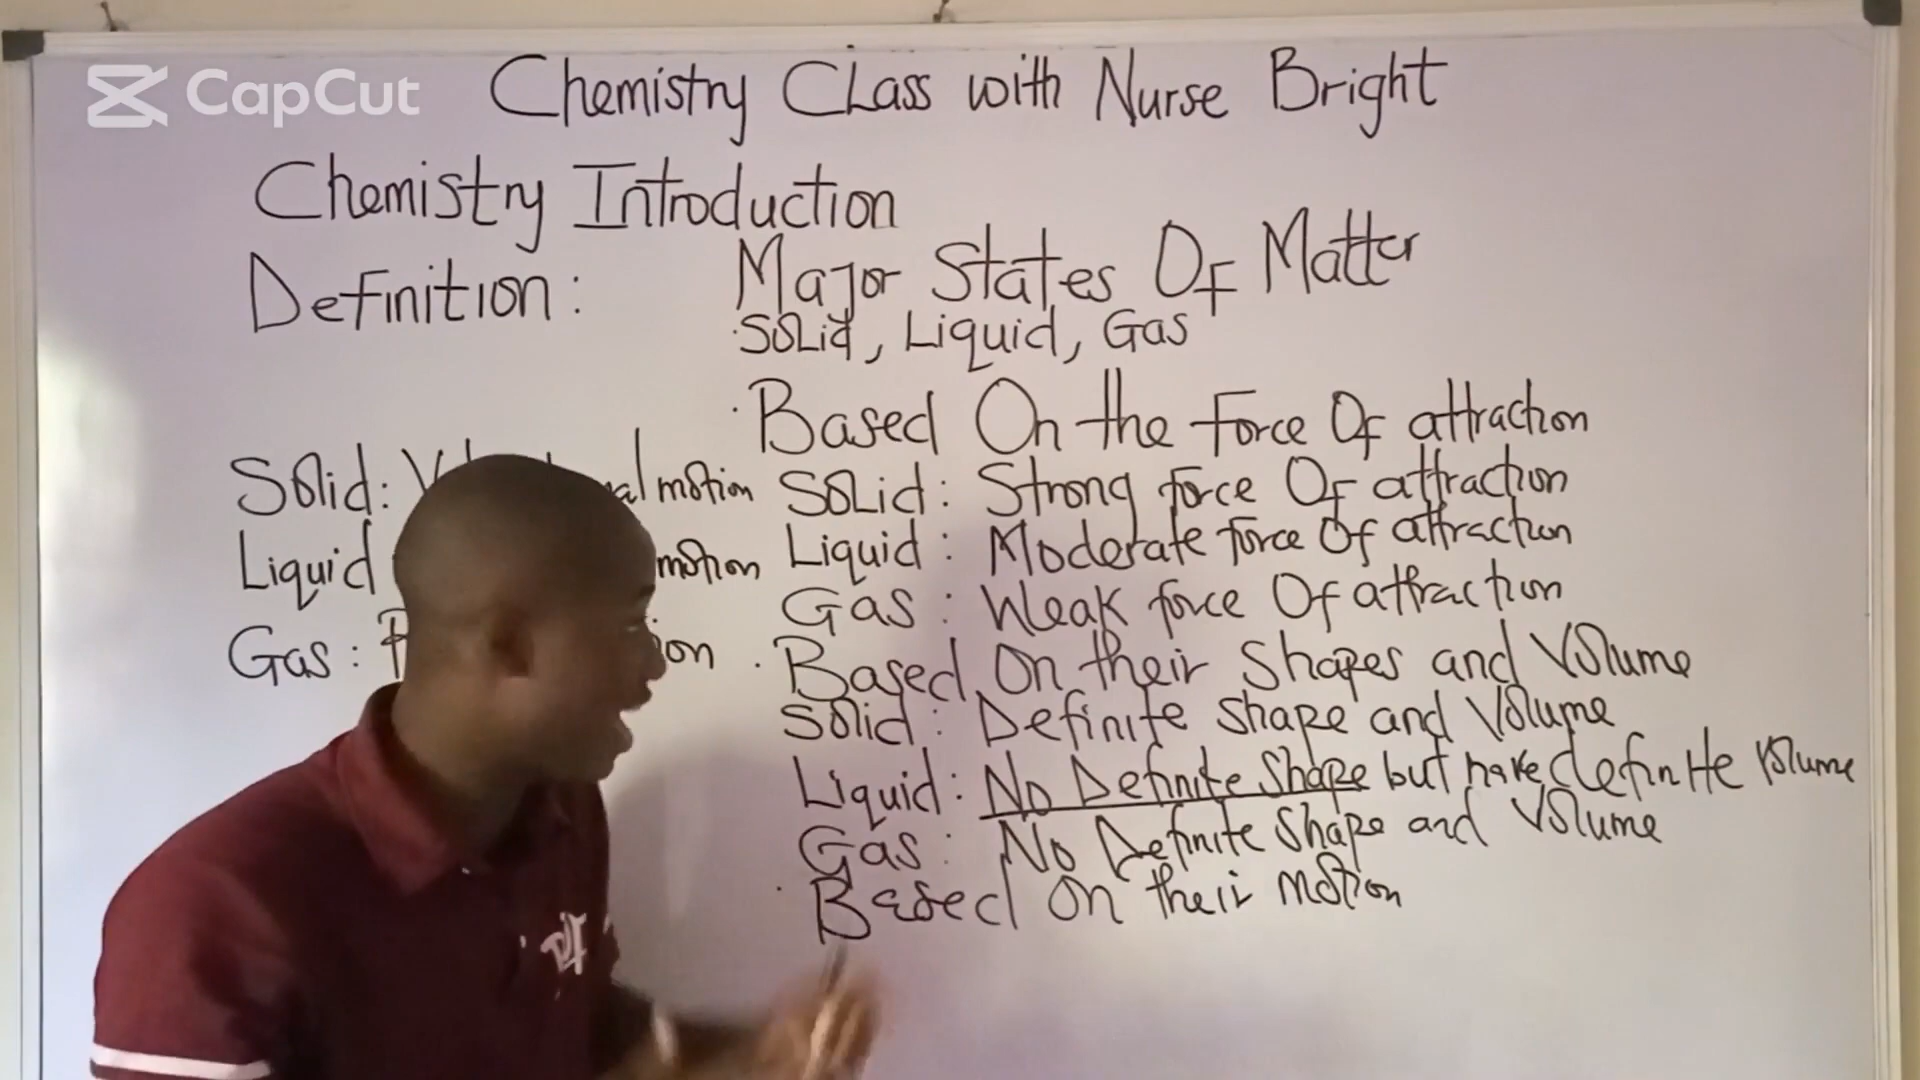 CapCut
Chemistry Class with Nurse Bright
Chemistry Introduction
Definition:
Major States Of Matter
Solid, Liquid, Gas
Based On the Force Of attraction
Solid: Strong force Of attraction
Liquid: Moderate force Of attraction
Gas: Weak force Of attraction
Based On their Shapes and Volume
Solid: Definite shape and Volume
Liquid: No Definite Shape but have definite Volume
Gas: No Definite Shape and Volume
Based On their motion
Solid: motion
Liquid motion
Gas: